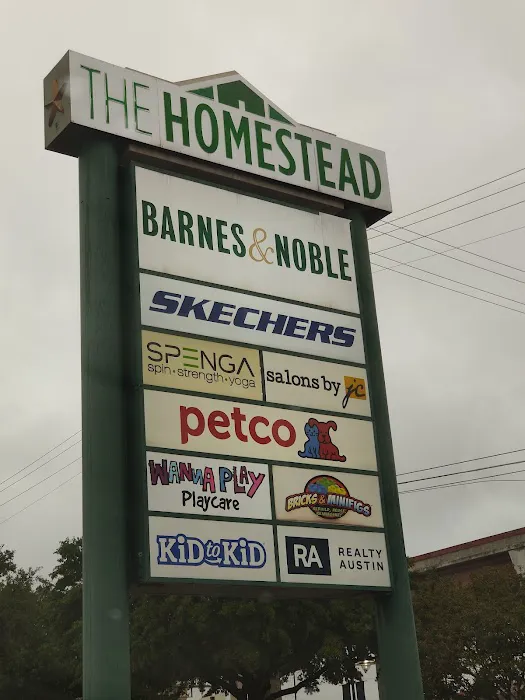 THE HOMESTEAD
BARNES & NOBLE
SKECHERS
SPENGA
spin • strength • yoga
salons by jc
petco
WANNA PLAY
Playcare
BRICKS & MINIFIGS
KiD to KiD
RA
REALTY
AUSTIN